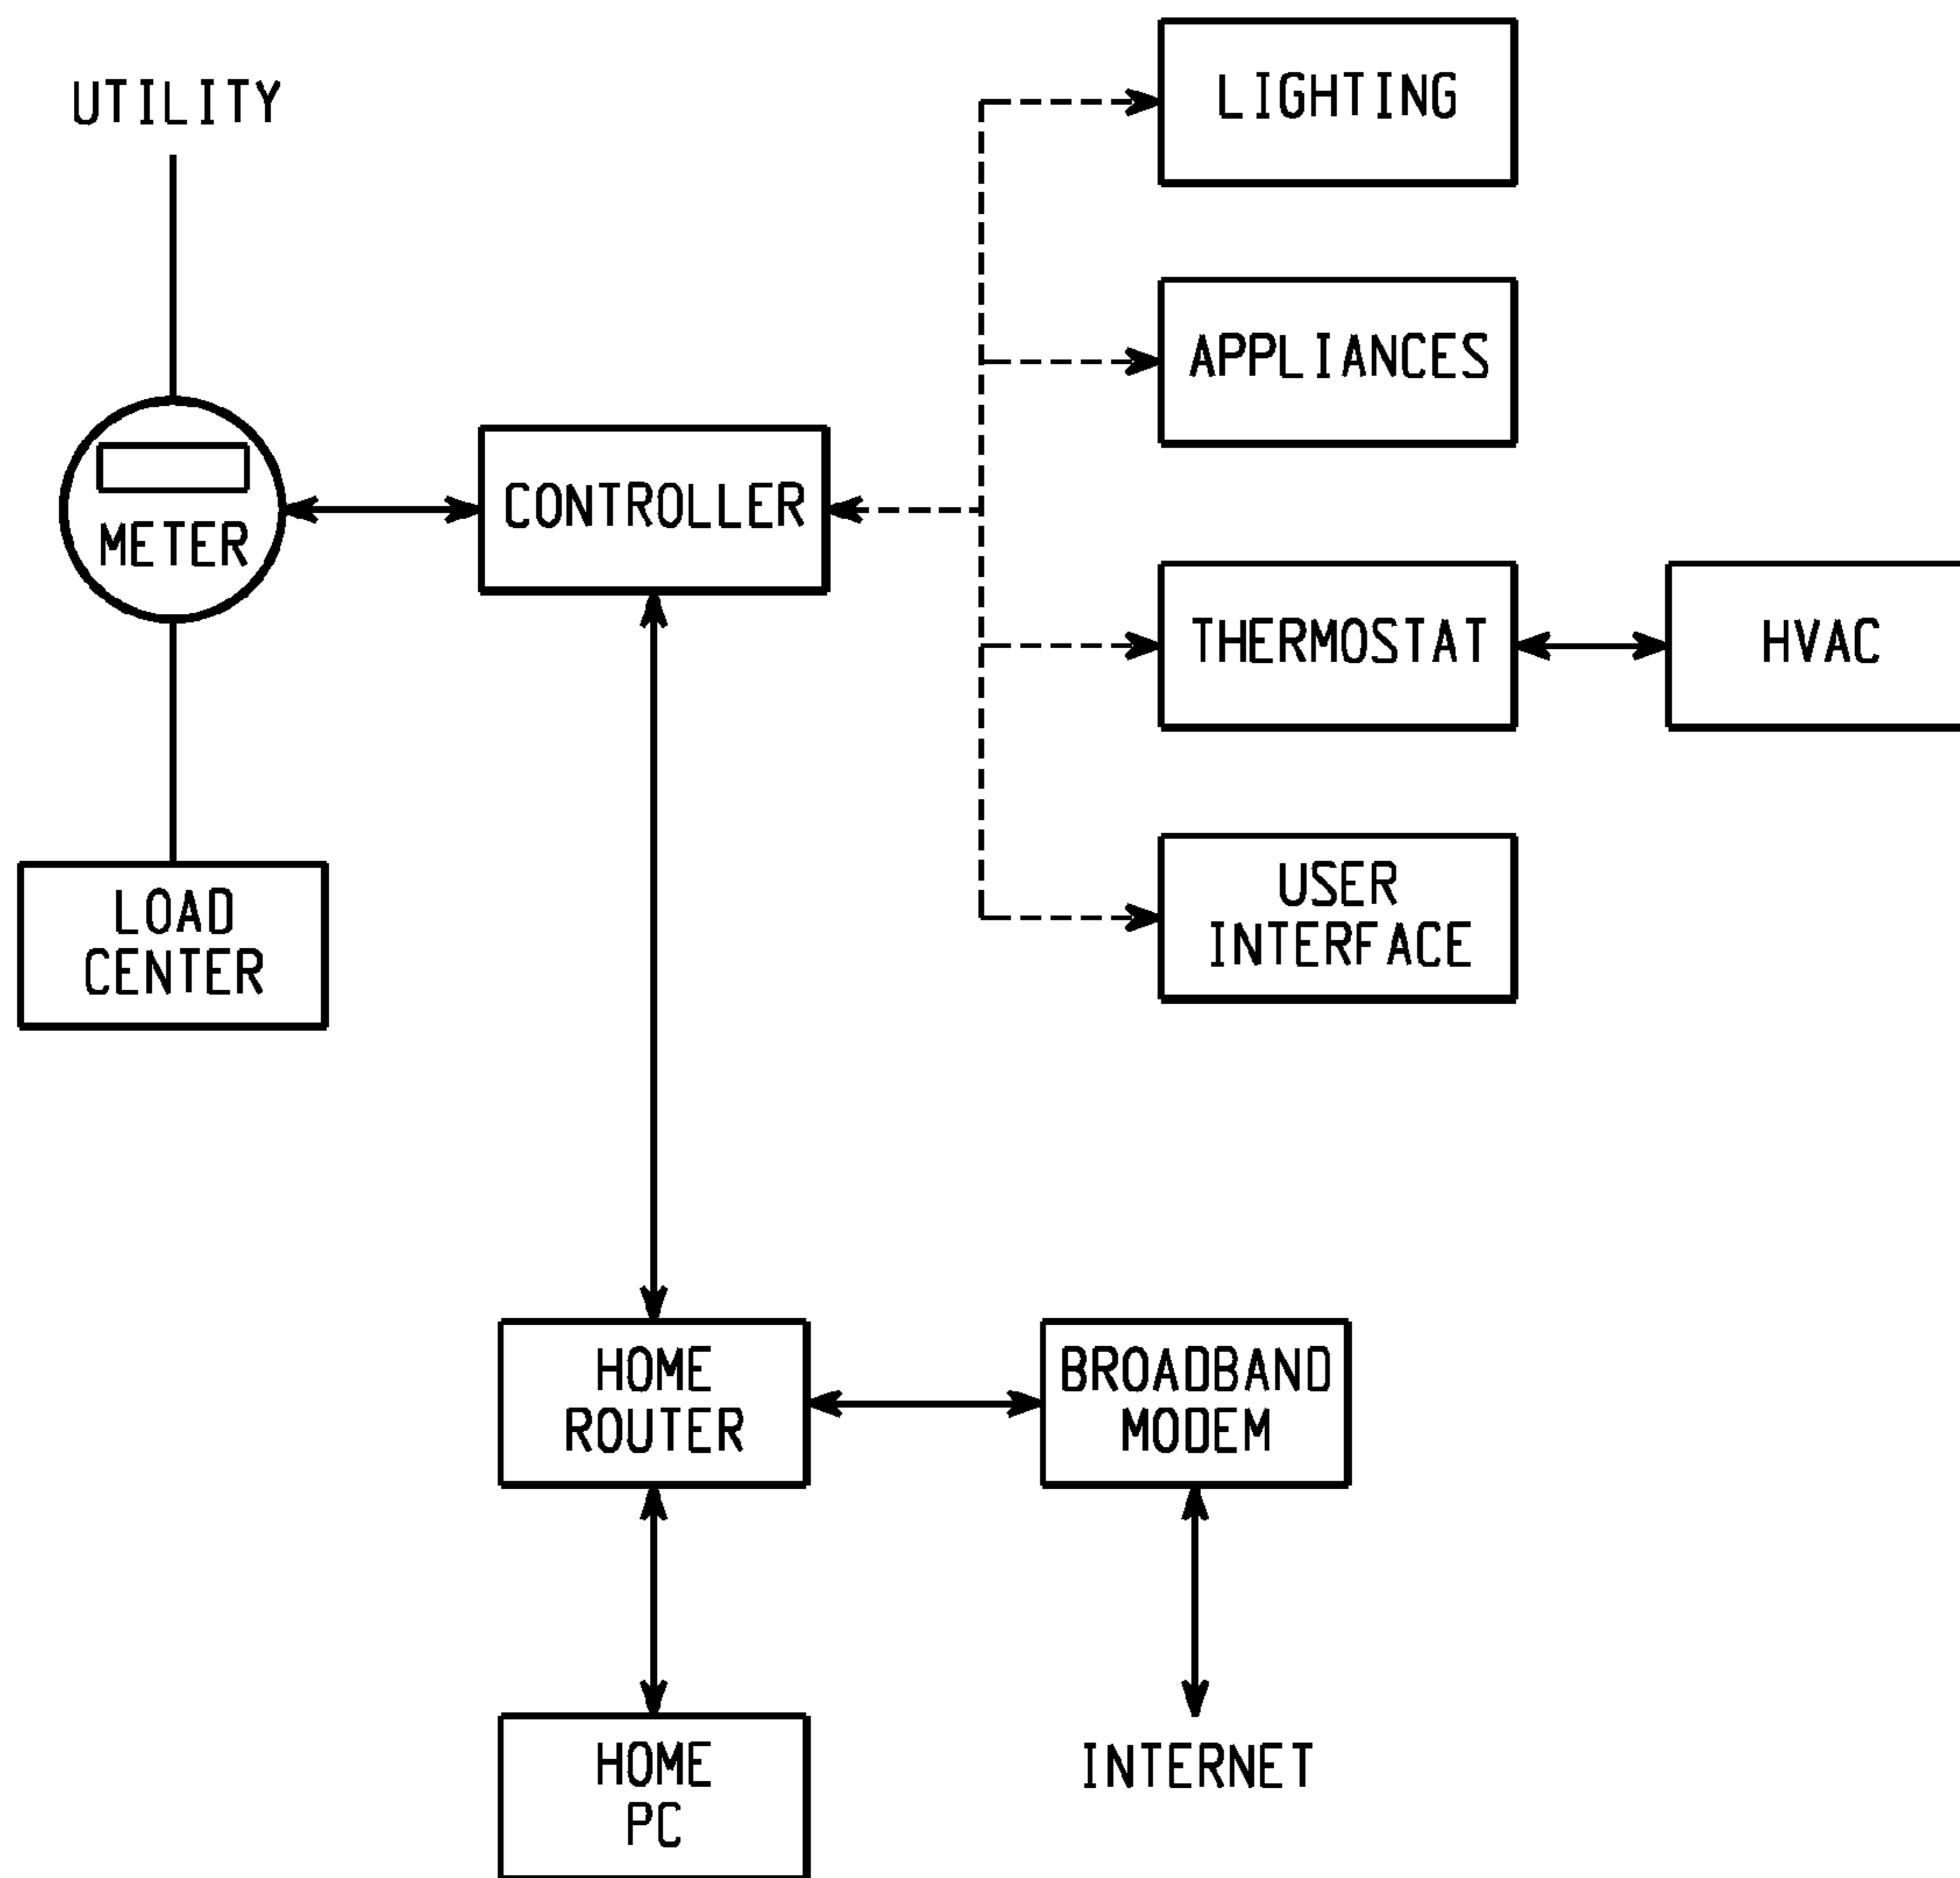 UTILITY
LIGHTING
APPLIANCES
METER
CONTROLLER
THERMOSTAT
HVAC
LOAD
CENTER
USER
INTERFACE
HOME
ROUTER
BROADBAND
MODEM
HOME
PC
INTERNET